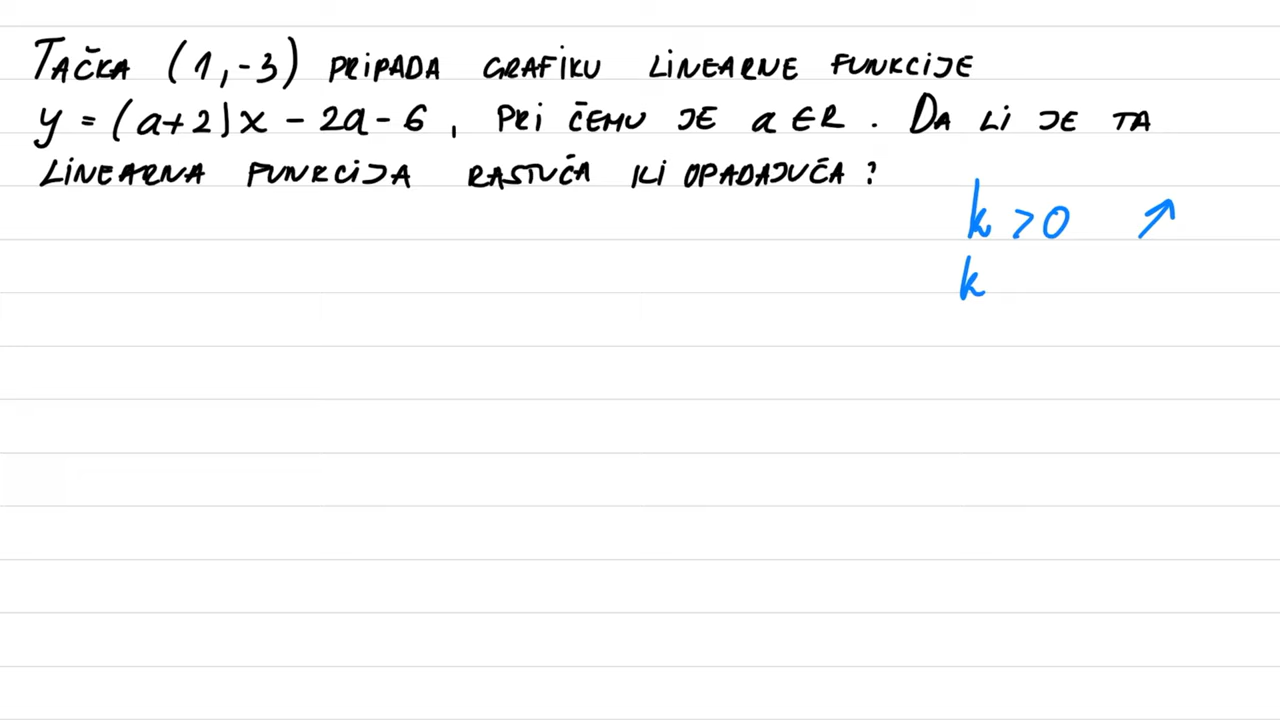 TAČKA (1,-3) PRIPADA GRAFIKU LINEARNE FUNKCIJE
y = (a+2)x - 2a - 6, PRI ČEMU JE a ∈ R. DA LI JE TA
LINEARNA FUNKCIJA RASTUĆA ILI OPADAJUĆA?
k > 0 ↗
k